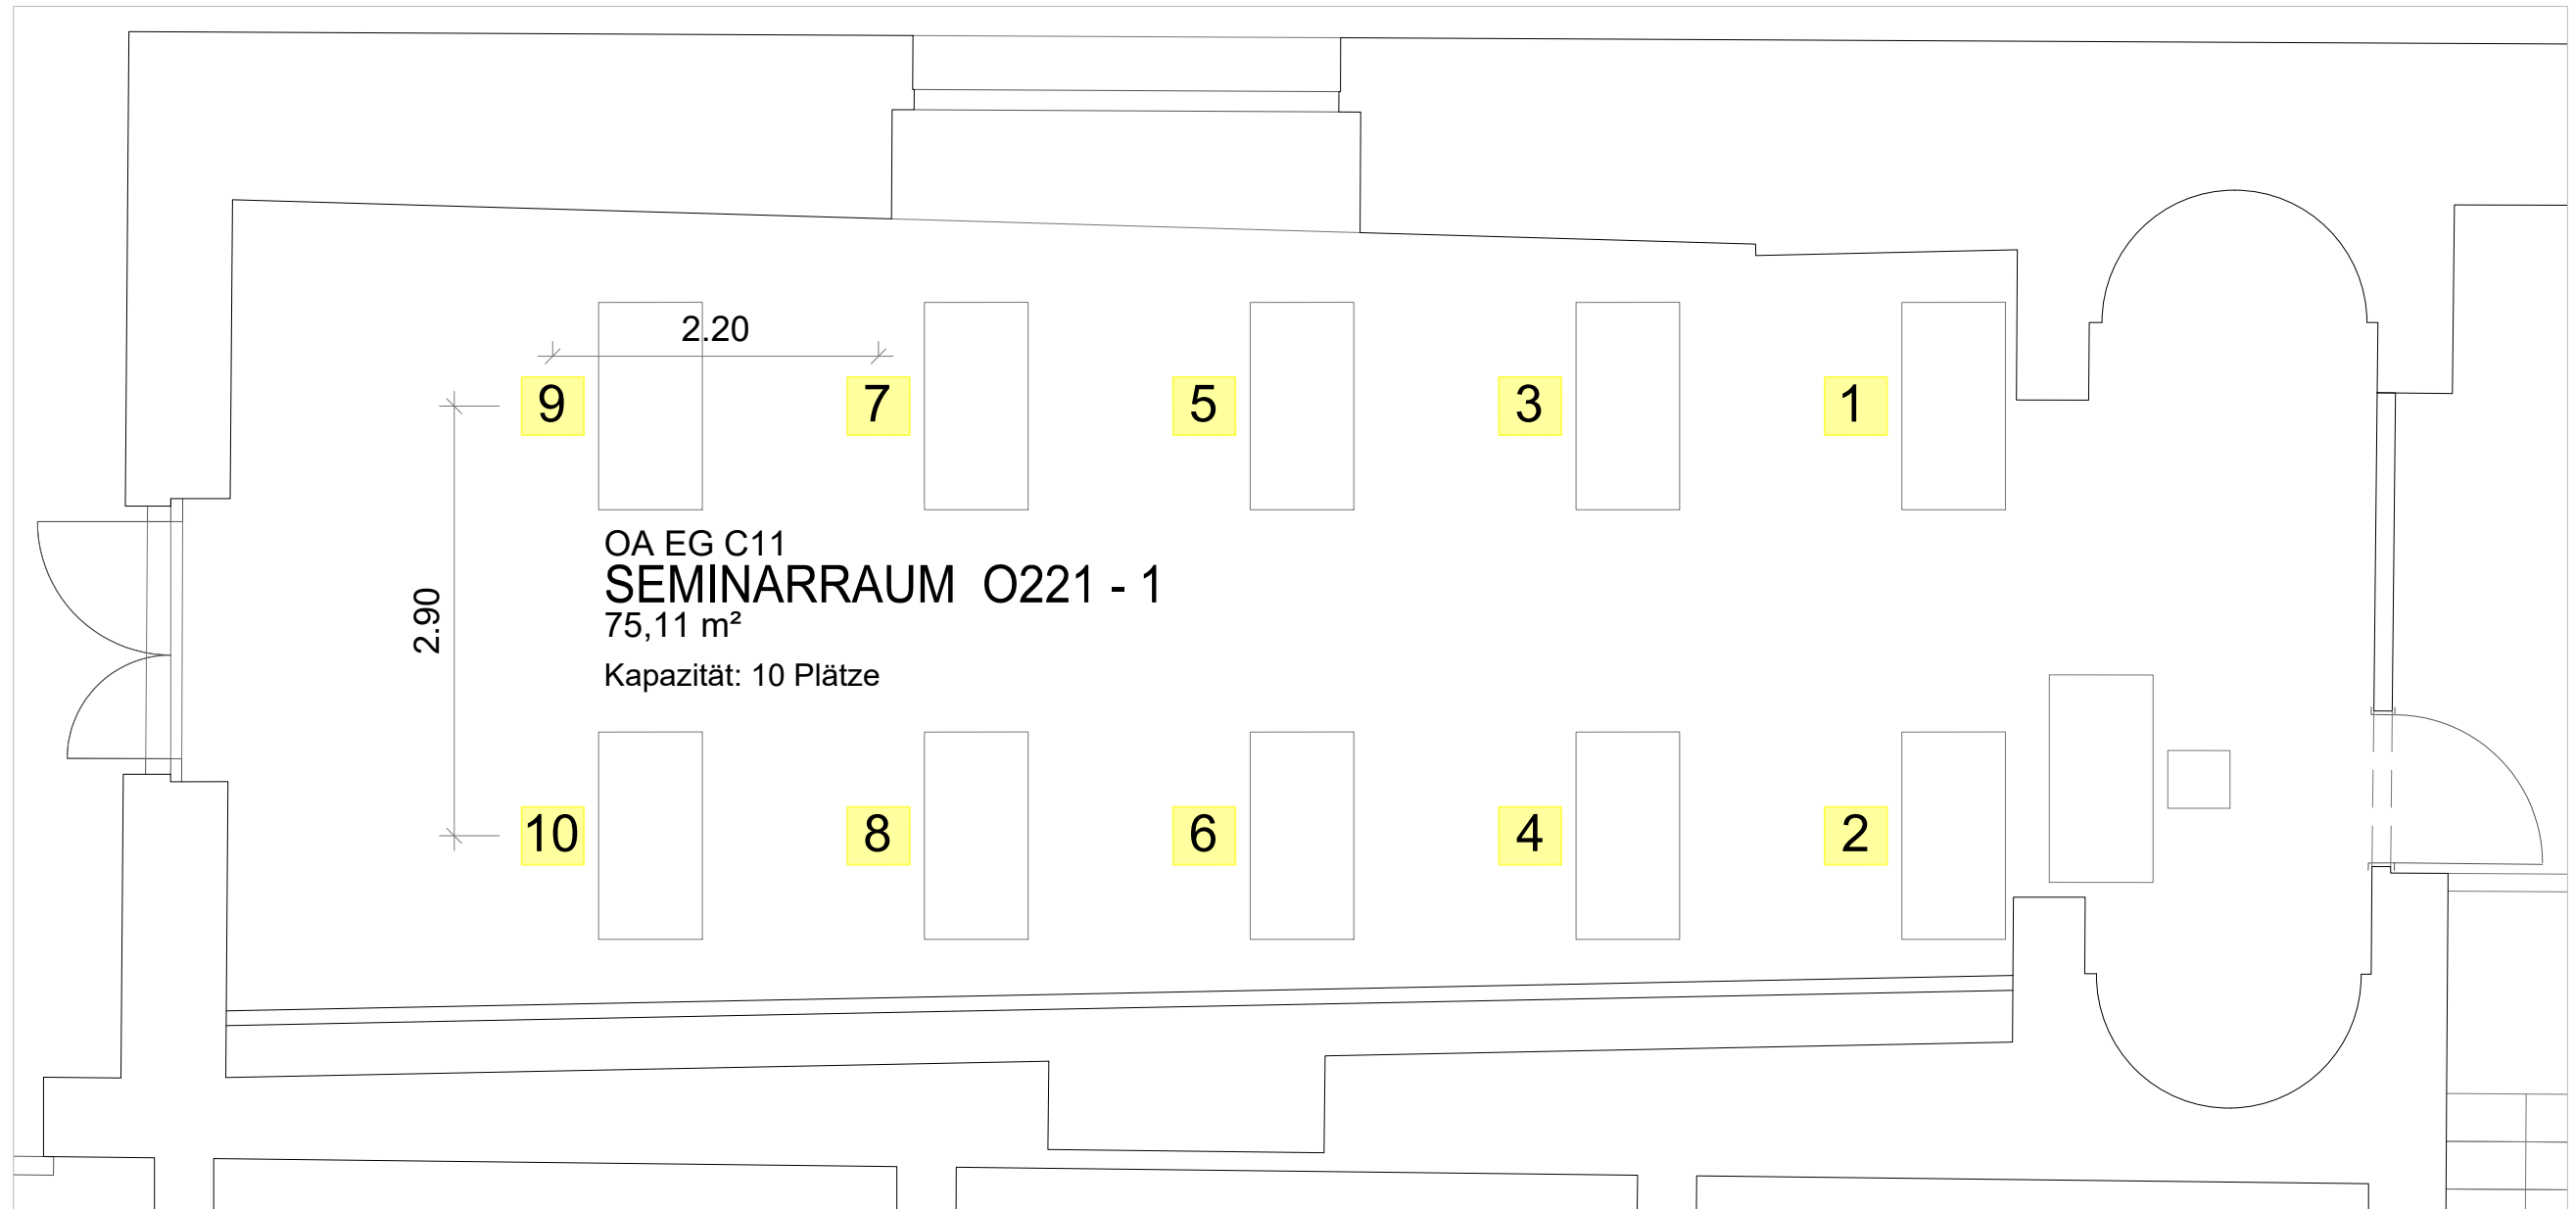 2.20
9 7 5 3 1
OA EG C11
SEMINARRAUM O221 - 1
75,11 m²
2.90
Kapazität: 10 Plätze
10 8 6 4 2